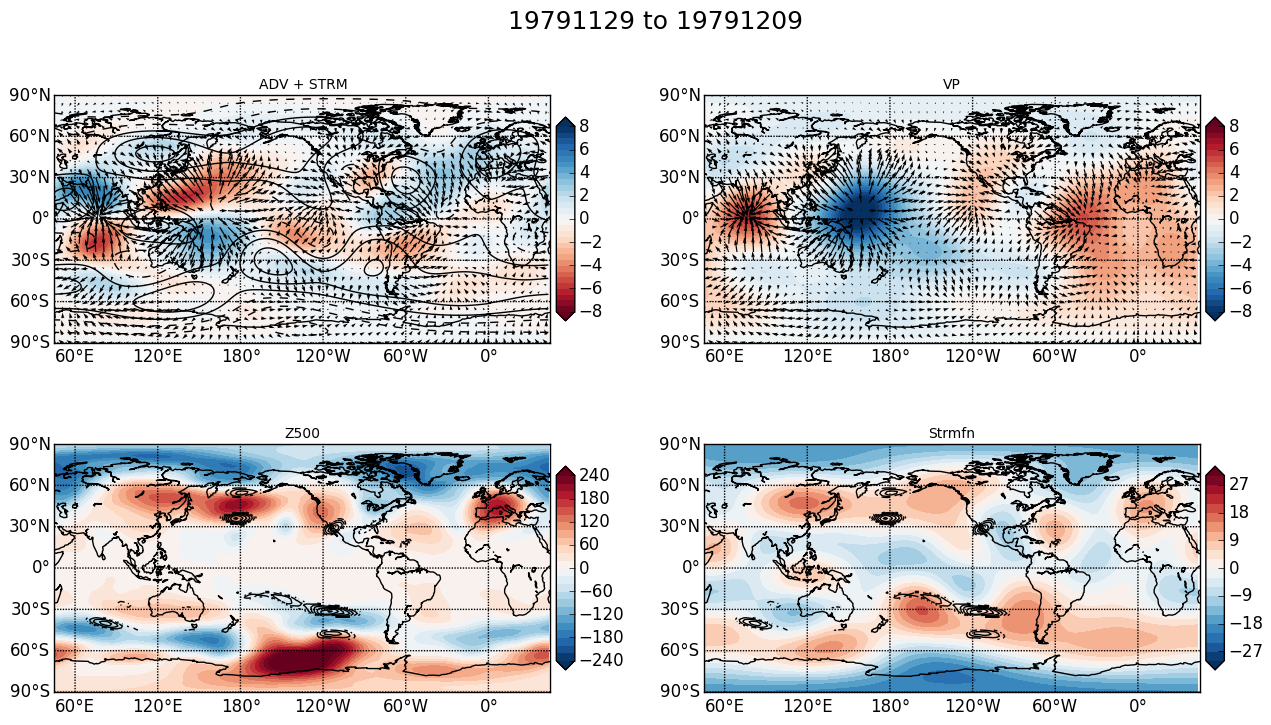 19791129 to 19791209
ADV + STRM
90°N
60°N
30°N
0°
30°S
60°S
90°S
60°E 120°E 180° 120°W 60°W 0°
8
6
4
2
0
−2
−4
−6
−8
VP
90°N
60°N
30°N
0°
30°S
60°S
90°S
60°E 120°E 180° 120°W 60°W 0°
8
6
4
2
0
−2
−4
−6
−8
Z500
90°N
60°N
30°N
0°
30°S
60°S
90°S
60°E 120°E 180° 120°W 60°W 0°
240
180
120
60
0
−60
−120
−180
−240
Strmfn
90°N
60°N
30°N
0°
30°S
60°S
90°S
60°E 120°E 180° 120°W 60°W 0°
27
18
9
0
−9
−18
−27